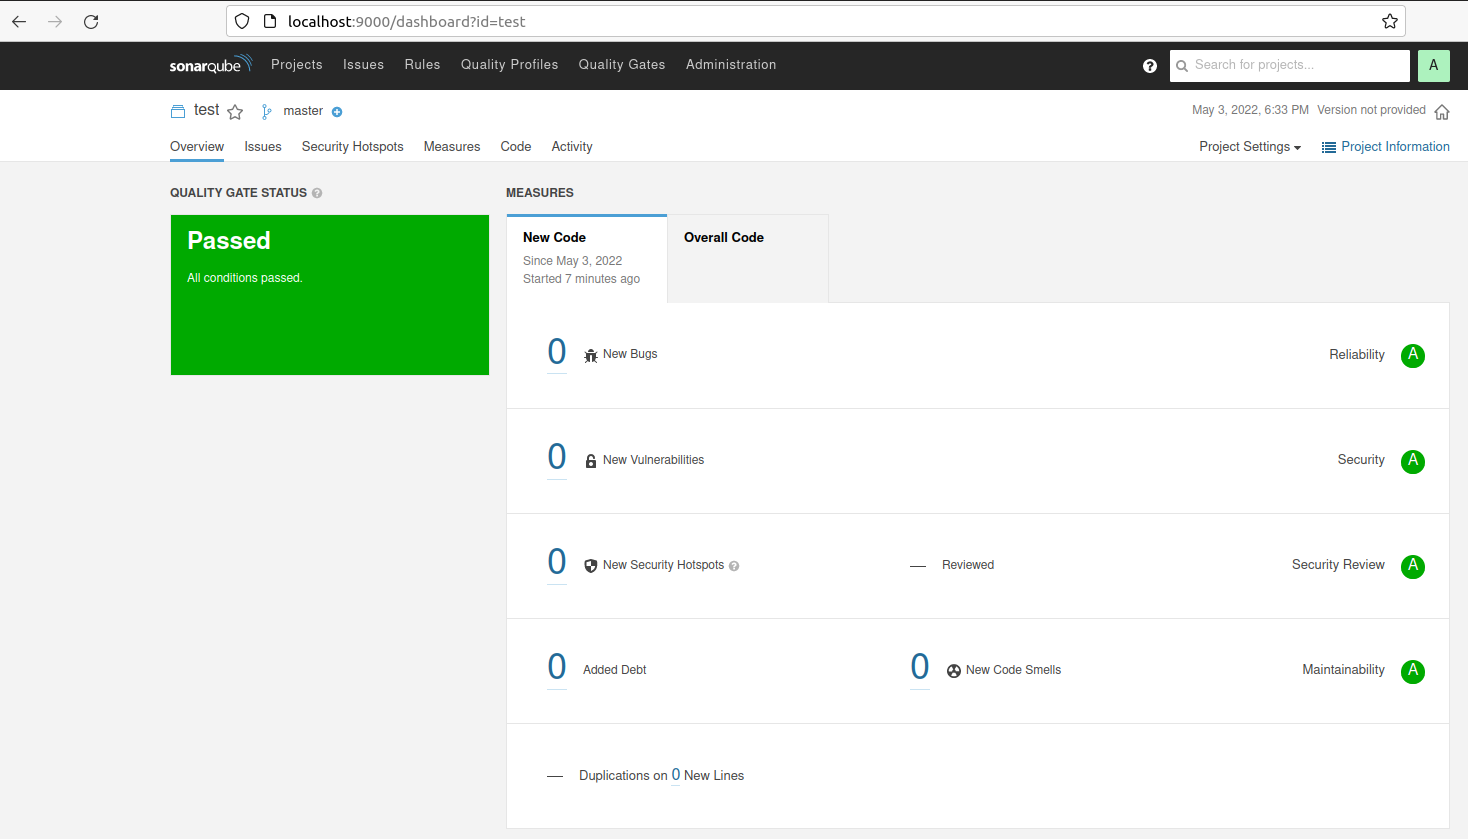 localhost:9000/dashboard?id=test
sonarqube Projects Issues Rules Quality Profiles Quality Gates Administration ? Search for projects... A
test master May 3, 2022, 6:33 PM Version not provided
Overview Issues Security Hotspots Measures Code Activity Project Settings Project Information
QUALITY GATE STATUS ? MEASURES
Passed
All conditions passed.
New Code Overall Code
Since May 3, 2022
Started 7 minutes ago
0 New Bugs Reliability A
0 New Vulnerabilities Security A
0 New Security Hotspots ? — Reviewed Security Review A
0 Added Debt 0 New Code Smells Maintainability A
— Duplications on 0 New Lines